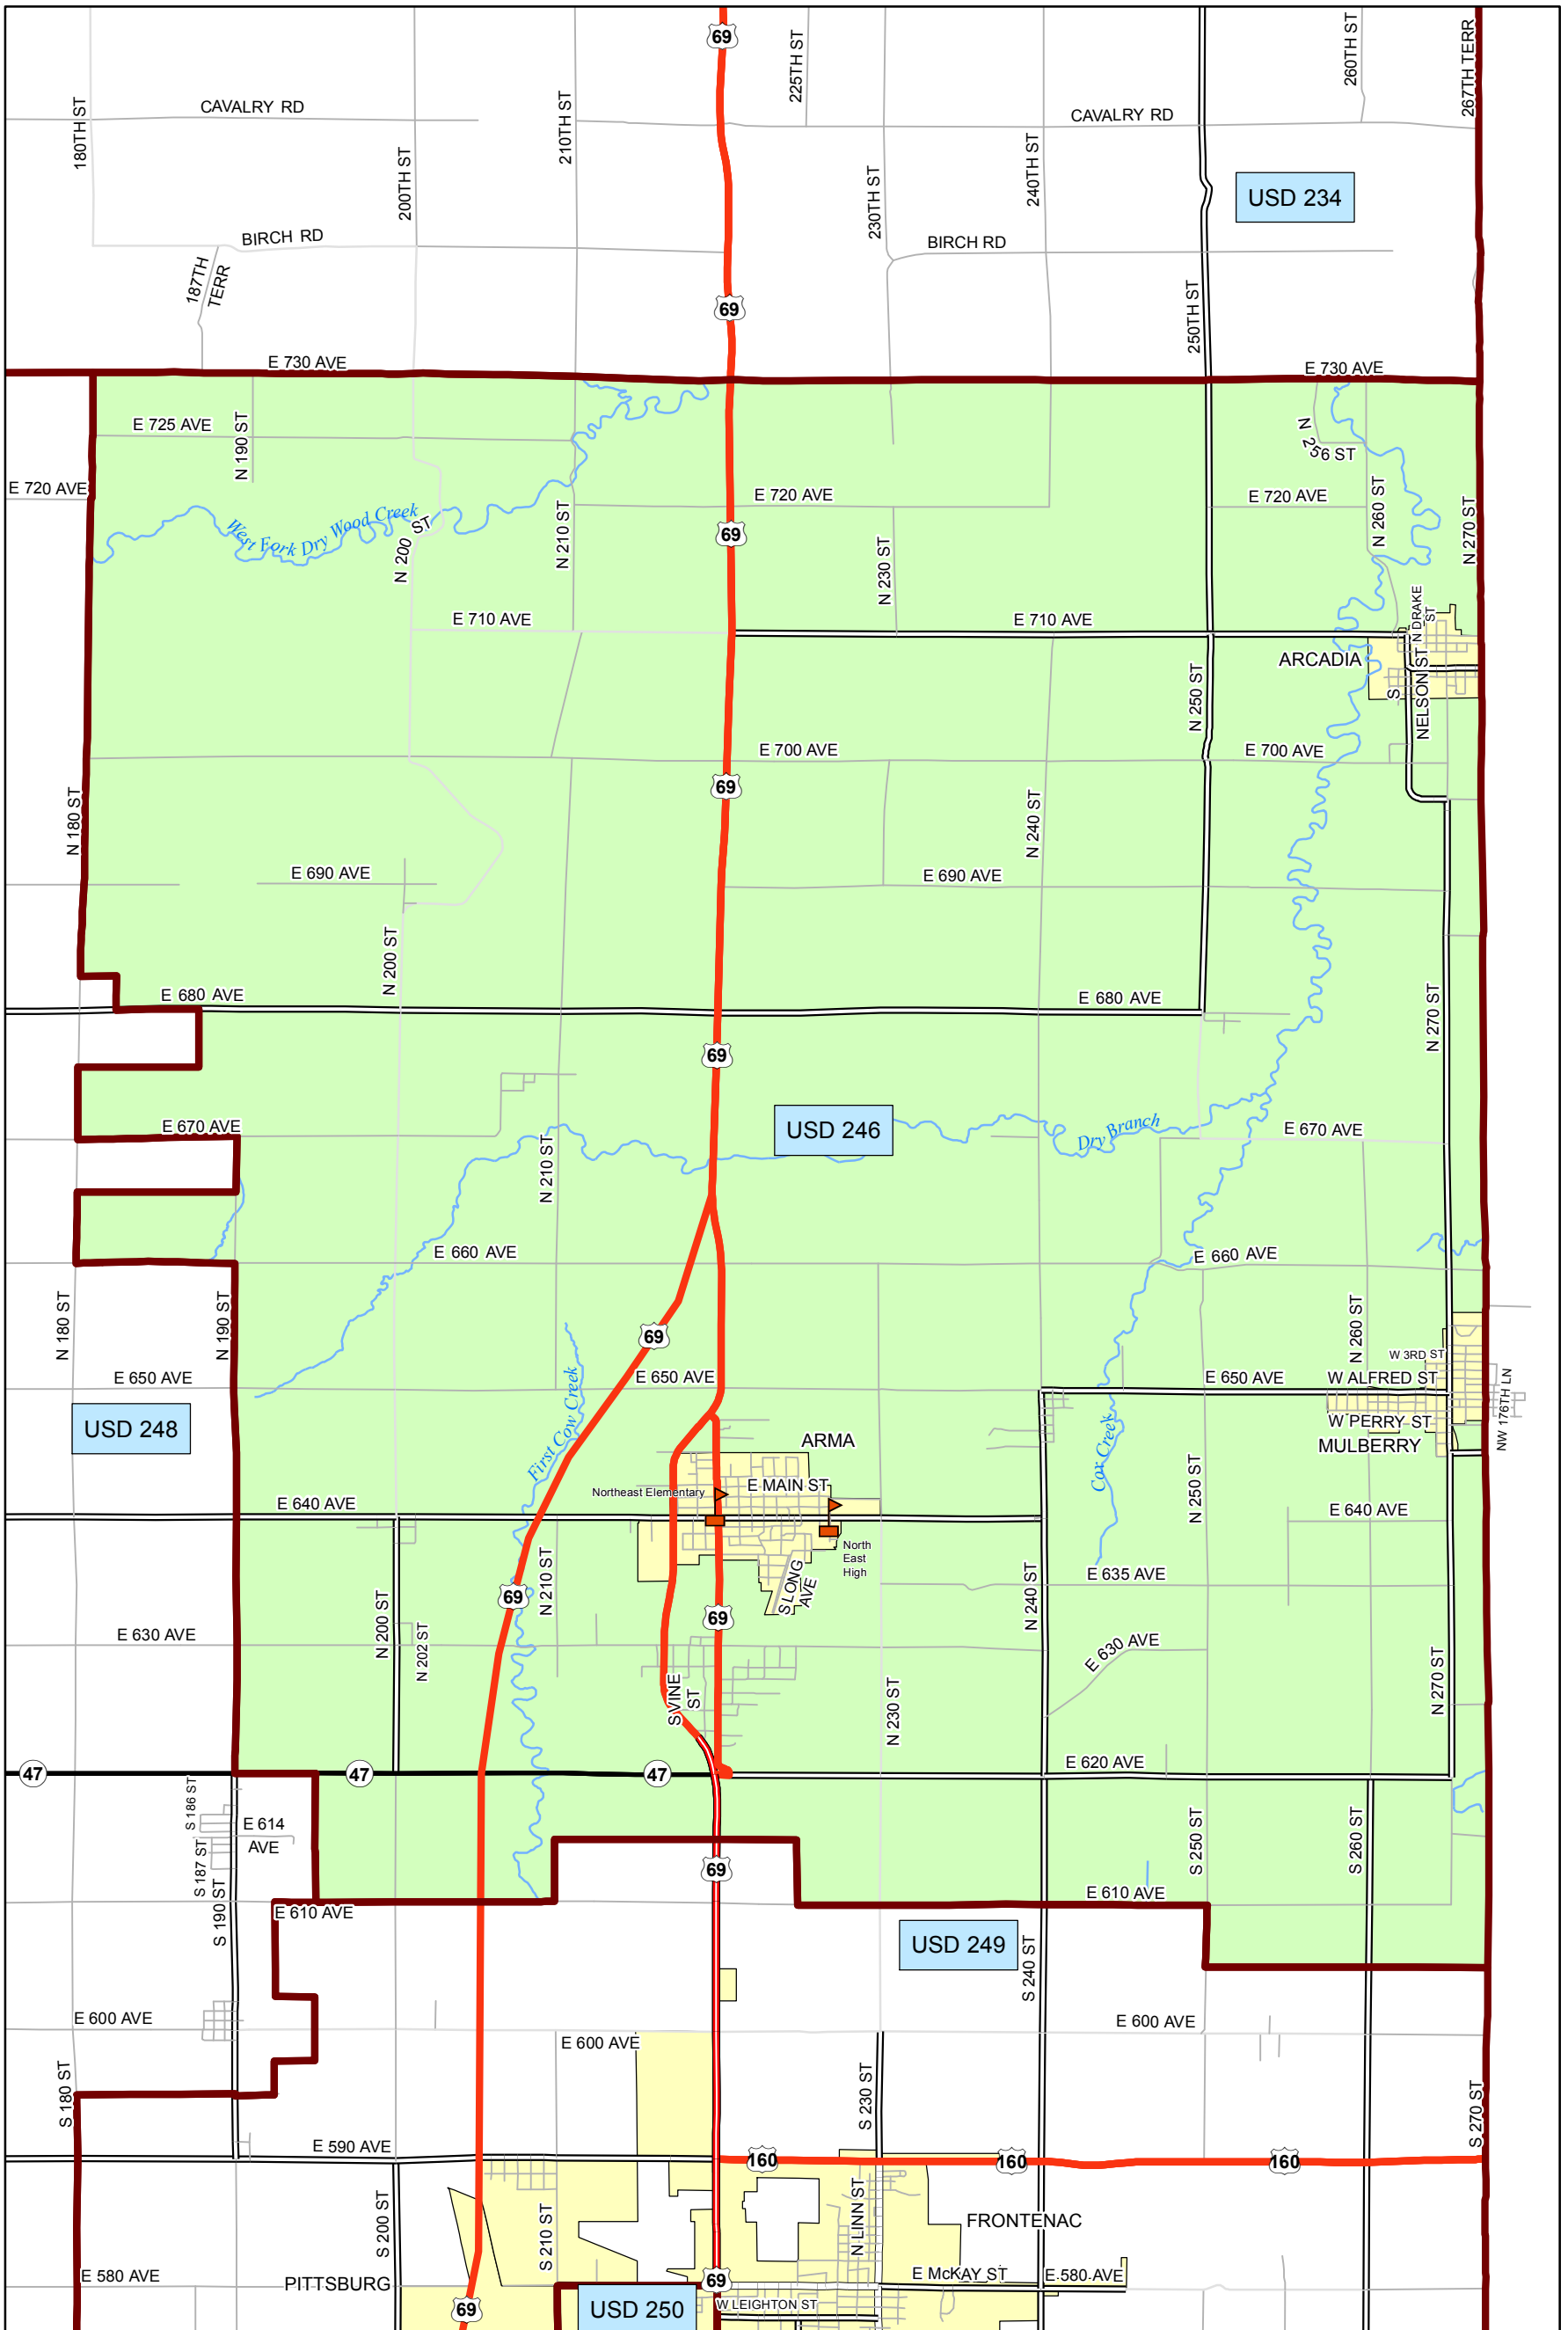 69
225TH ST
260TH ST
267TH TERR
180TH ST
CAVALRY RD
210TH ST
CAVALRY RD
200TH ST
240TH ST
230TH ST
USD 234
BIRCH RD
BIRCH RD
187TH
TERR
69
250TH ST
E 730 AVE
E 730 AVE
E 725 AVE
N 190 ST
N 256 ST
E 720 AVE
E 720 AVE
E 720 AVE
N 260 ST
N 270 ST
West Fork Dry Wood Creek
N 200 ST
N 210 ST
69
N 230 ST
N DRAKE
ST
E 710 AVE
E 710 AVE
ARCADIA
S
NELSON ST
N 250 ST
E 700 AVE
E 700 AVE
69
N 180 ST
N 240 ST
E 690 AVE
E 690 AVE
N 200 ST
E 680 AVE
E 680 AVE
N 270 ST
69
USD 246
E 670 AVE
Dry Branch
E 670 AVE
N 210 ST
E 660 AVE
E 660 AVE
N 180 ST
N 190 ST
69
N 260 ST
W 3RD ST
E 650 AVE
E 650 AVE
E 650 AVE
W ALFRED ST
NW 176TH LN
USD 248
First Cow Creek
W PERRY ST
ARMA
MULBERRY
Cox Creek
N 250 ST
Northeast Elementary
E MAIN ST
E 640 AVE
E 640 AVE
North
East
High
N 210 ST
E 635 AVE
S LONG
AVE
69
N 240 ST
N 200 ST
N 202 ST
69
E 630 AVE
E 630 AVE
N 270 ST
S VINE
ST
N 230 ST
47
47
47
E 620 AVE
S 186 ST
E 614
AVE
S 187 ST
S 250 ST
S 260 ST
69
S 190 ST
E 610 AVE
E 610 AVE
USD 249
S 240 ST
E 600 AVE
E 600 AVE
E 600 AVE
S 180 ST
S 230 ST
S 270 ST
E 590 AVE
160
160
160
S 200 ST
S 210 ST
N LINN ST
FRONTENAC
E 580 AVE
PITTSBURG
69
E McKAY ST
E 580 AVE
69
USD 250
W LEIGHTON ST